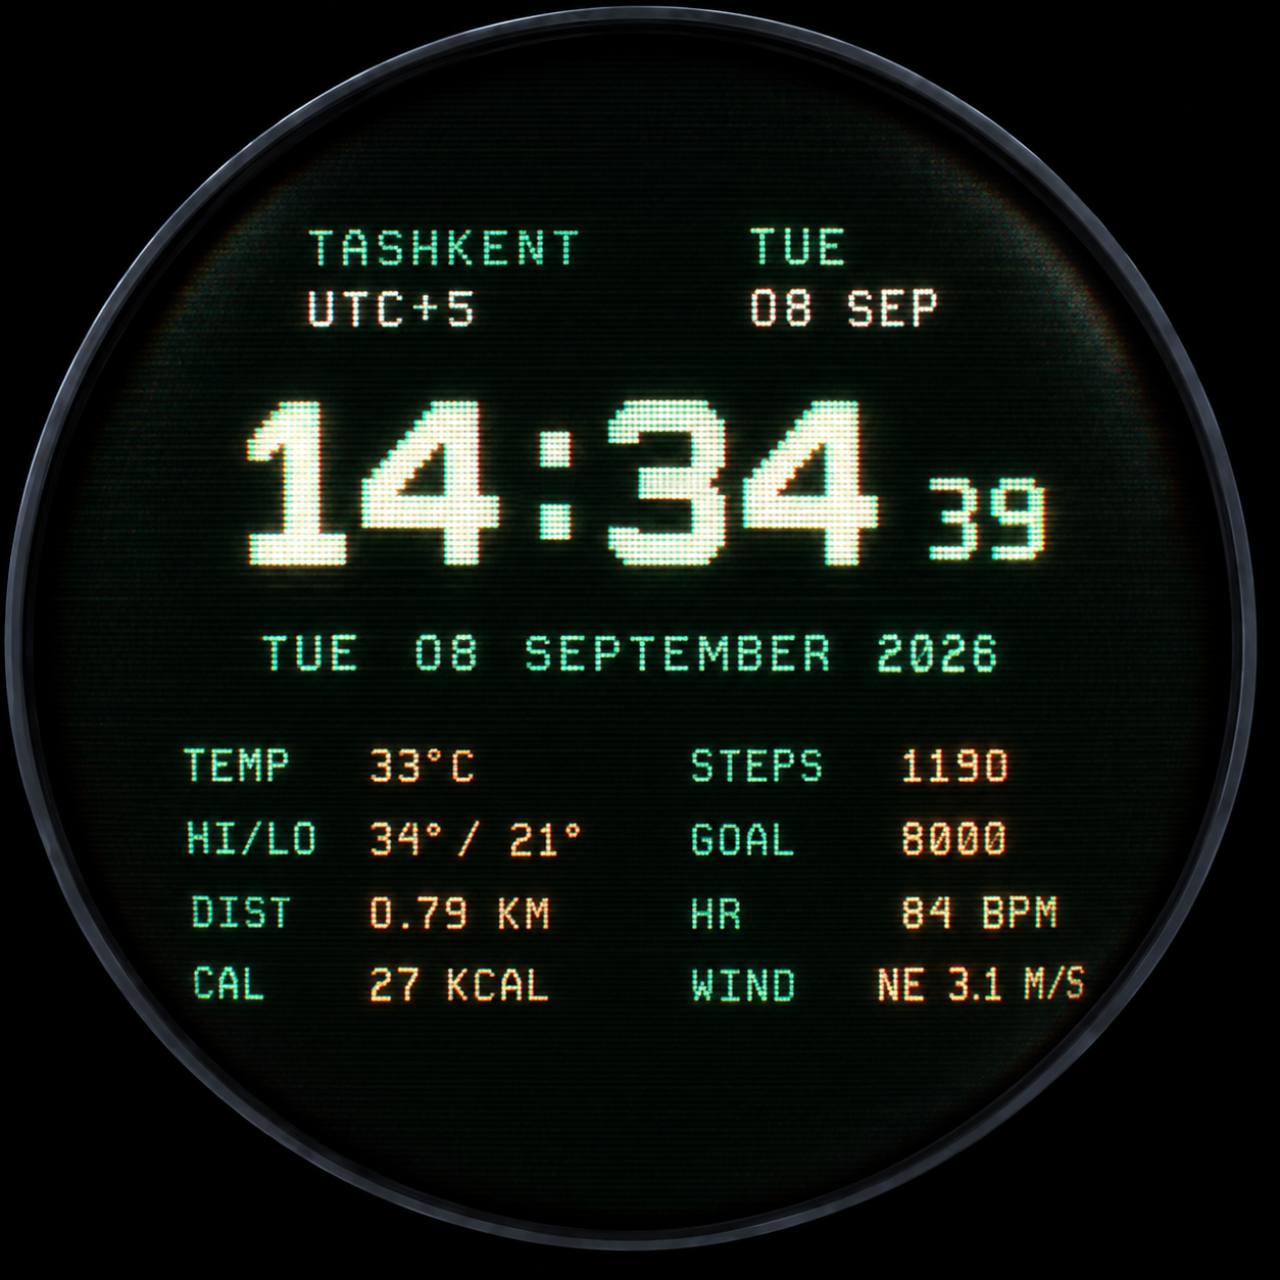 TASHKENT TUE
UTC+5 08 SEP
14:34 39
TUE 08 SEPTEMBER 2026
TEMP 33°C STEPS 1190
HI/LO 34° / 21° GOAL 8000
DIST 0.79 KM HR 84 BPM
CAL 27 KCAL WIND NE 3.1 M/S